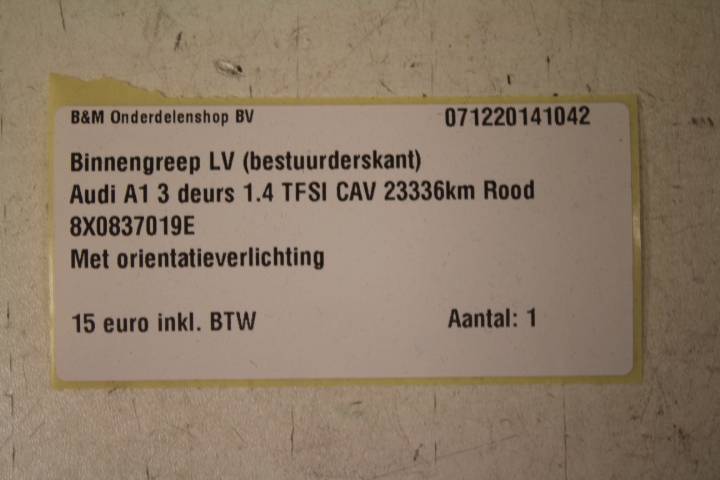 B&M Onderdelenshop BV 071220141042
Binnengreep LV (bestuurderskant)
Audi A1 3 deurs 1.4 TFSI CAV 23336km Rood
8X0837019E
Met orientatieverlichting
15 euro inkl. BTW Aantal: 1